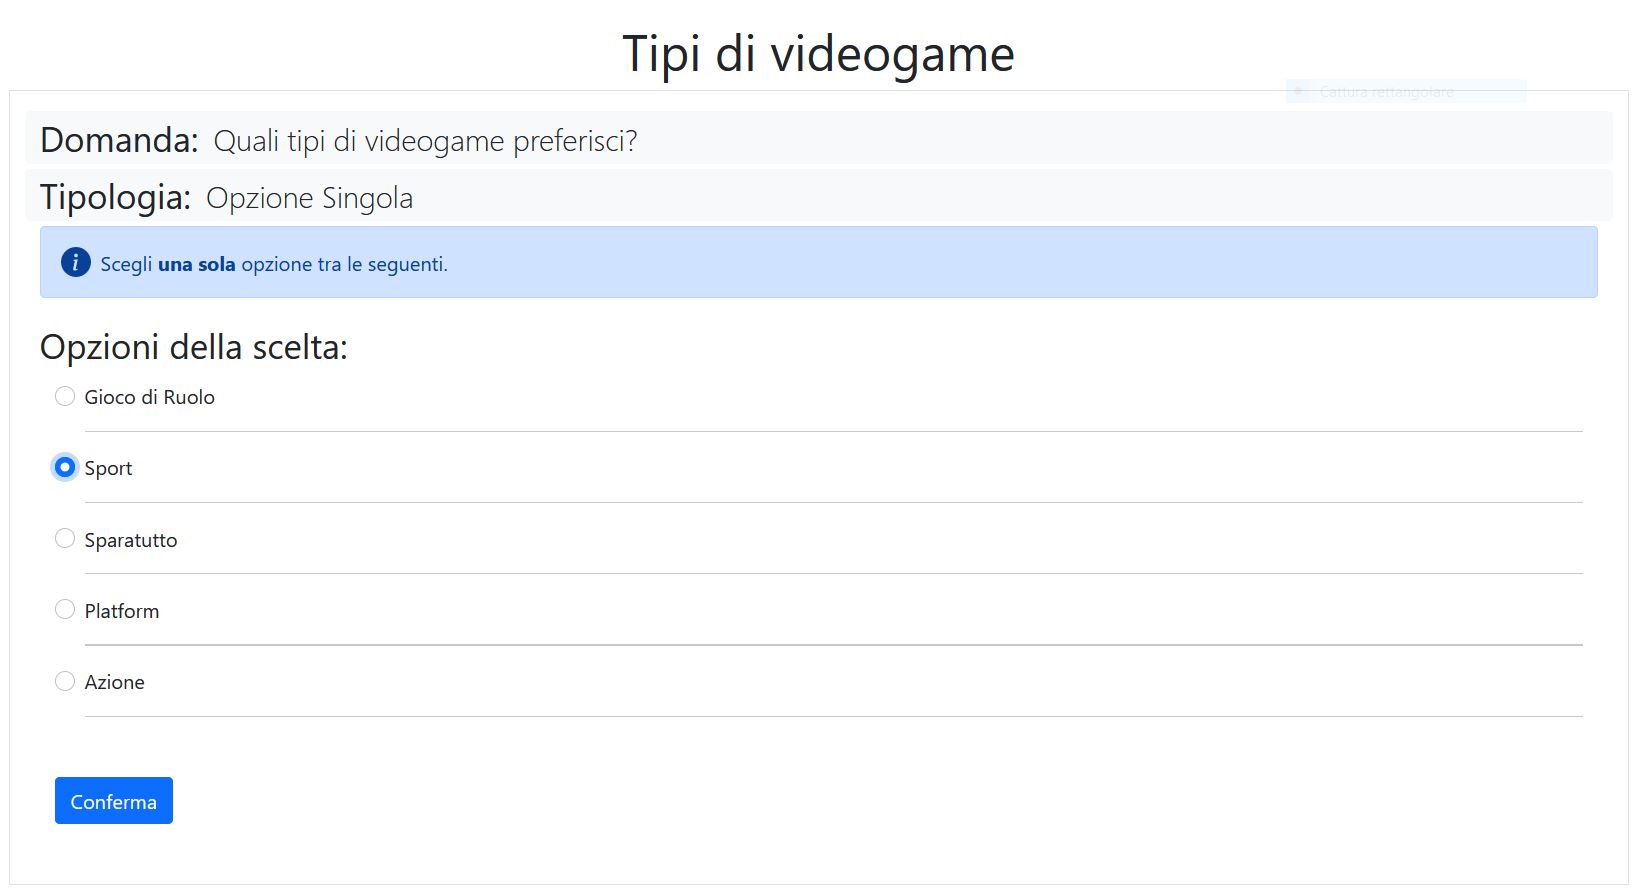 Tipi di videogame
Cattura rettangolare
Domanda: Quali tipi di videogame preferisci?
Tipologia: Opzione Singola
i Scegli una sola opzione tra le seguenti.
Opzioni della scelta:
Gioco di Ruolo
Sport
Sparatutto
Platform
Azione
Conferma